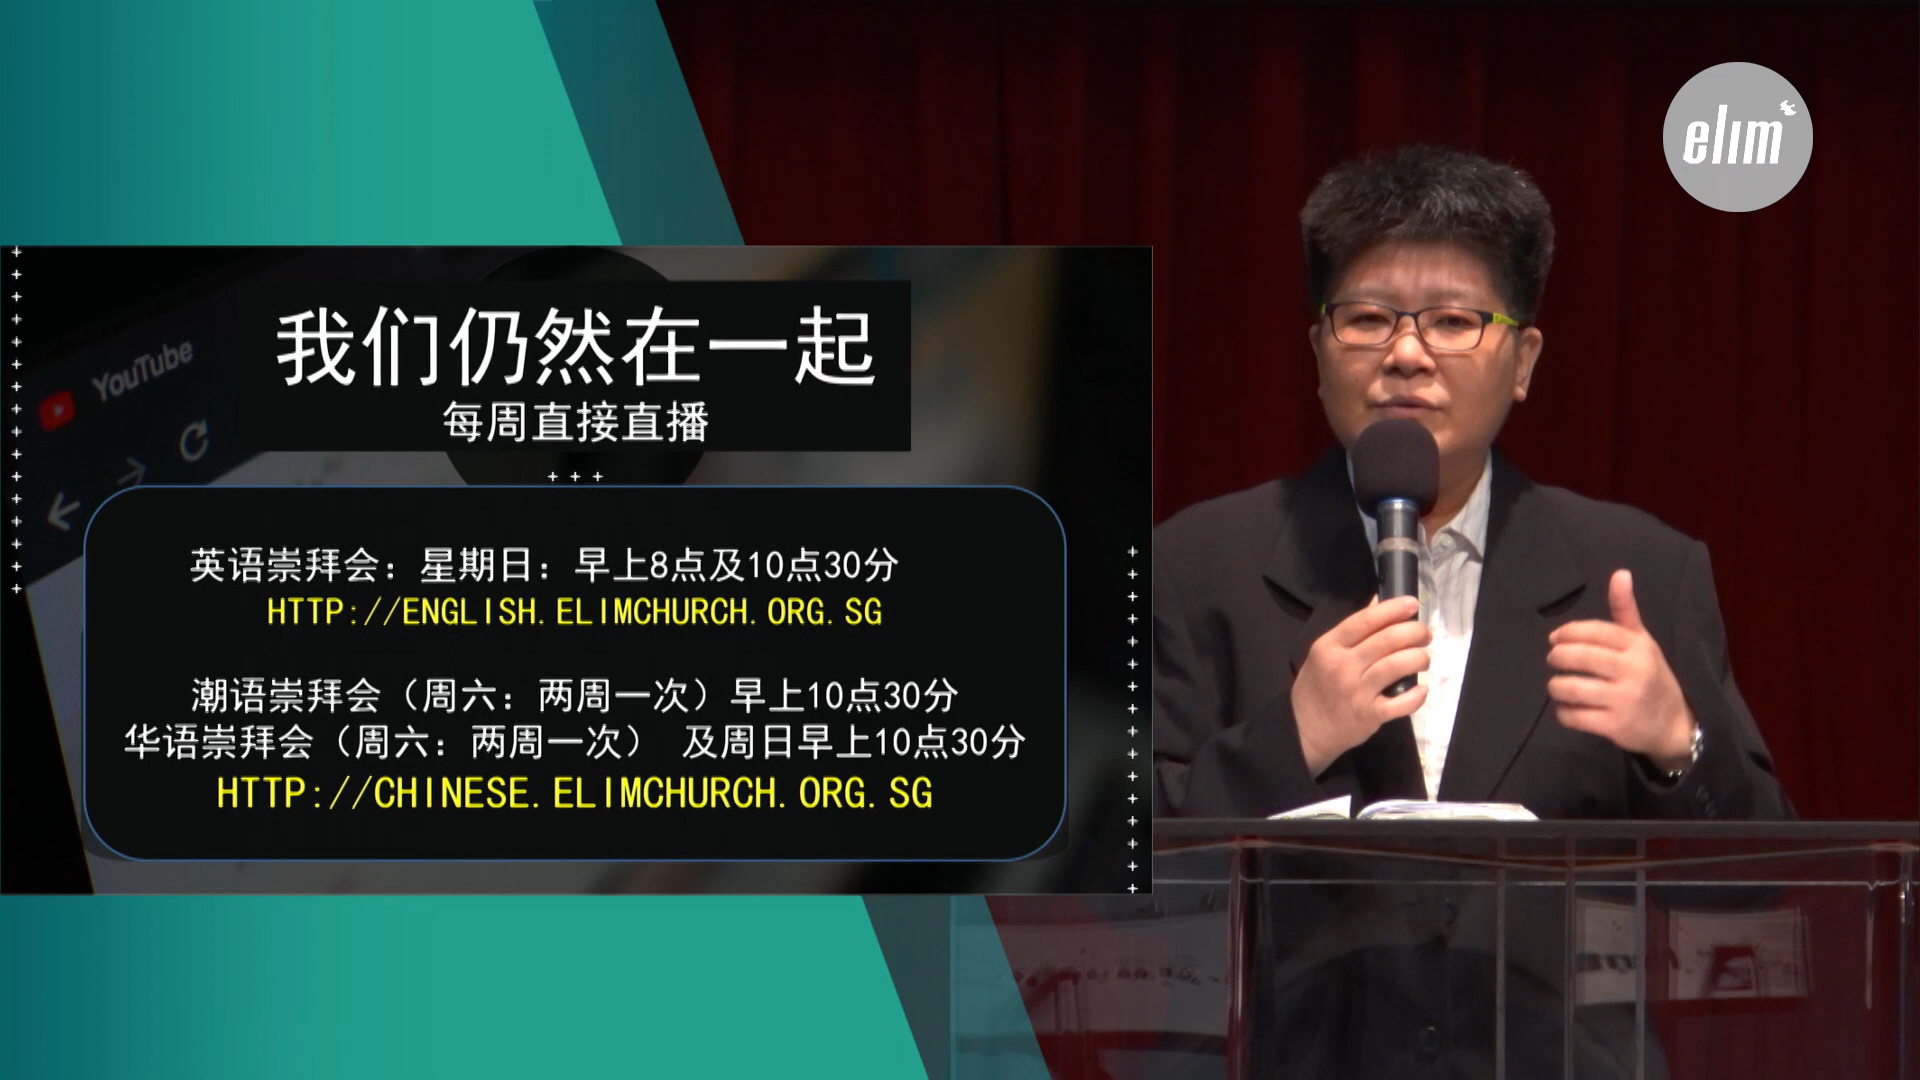 elim
YouTube
我们仍然在一起
每周直接直播
英语崇拜会：星期日：早上8点及10点30分
HTTP://ENGLISH.ELIMCHURCH.ORG.SG
潮语崇拜会（周六：两周一次）早上10点30分
华语崇拜会（周六：两周一次） 及周日早上10点30分
HTTP://CHINESE.ELIMCHURCH.ORG.SG